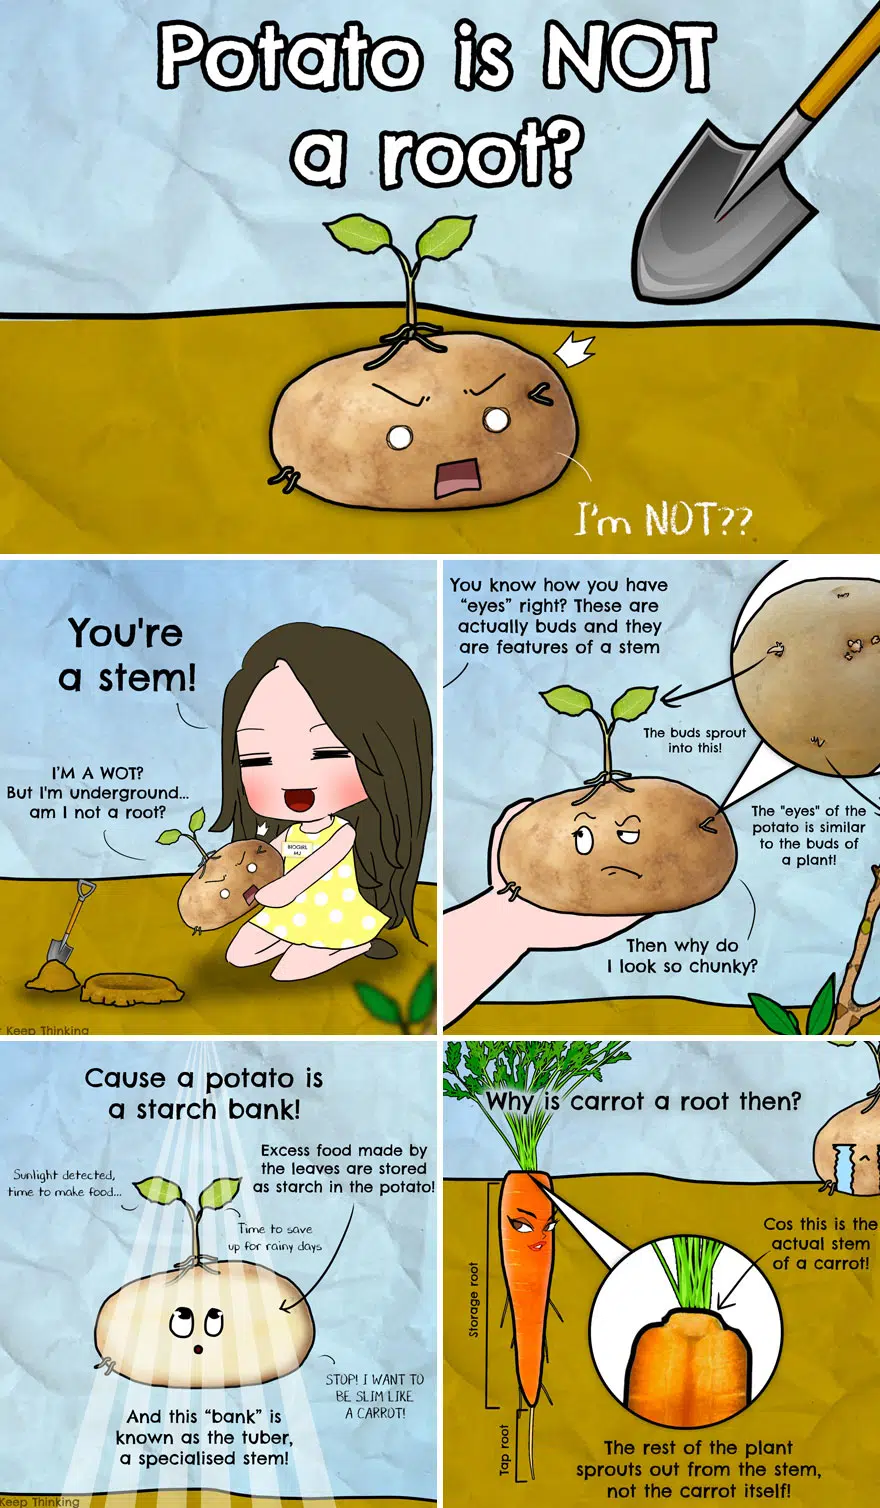 Potato is NOT
a root?
I'm NOT??
You're
a stem!
I'M A WOT?
But I'm underground...
am I not a root?
BIOGIRL
MJ
Keep Thinking
You know how you have
"eyes" right? These are
actually buds and they
are features of a stem
The buds sprout
into this!
The "eyes" of the
potato is similar
to the buds of
a plant!
Then why do
I look so chunky?
Cause a potato is
a starch bank!
Excess food made by
the leaves are stored
as starch in the potato!
Sunlight detected,
time to make food...
Time to save
up for rainy days
STOP! I WANT TO
BE SLIM LIKE
A CARROT!
And this "bank" is
known as the tuber,
a specialised stem!
Keep Thinking
Why is carrot a root then?
Cos this is the
actual stem
of a carrot!
Storage root
Tap root
The rest of the plant
sprouts out from the stem,
not the carrot itself!